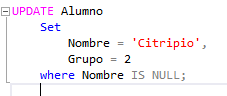 UPDATE Alumno
Set
Nombre = 'Citripio',
Grupo = 2
where Nombre IS NULL;